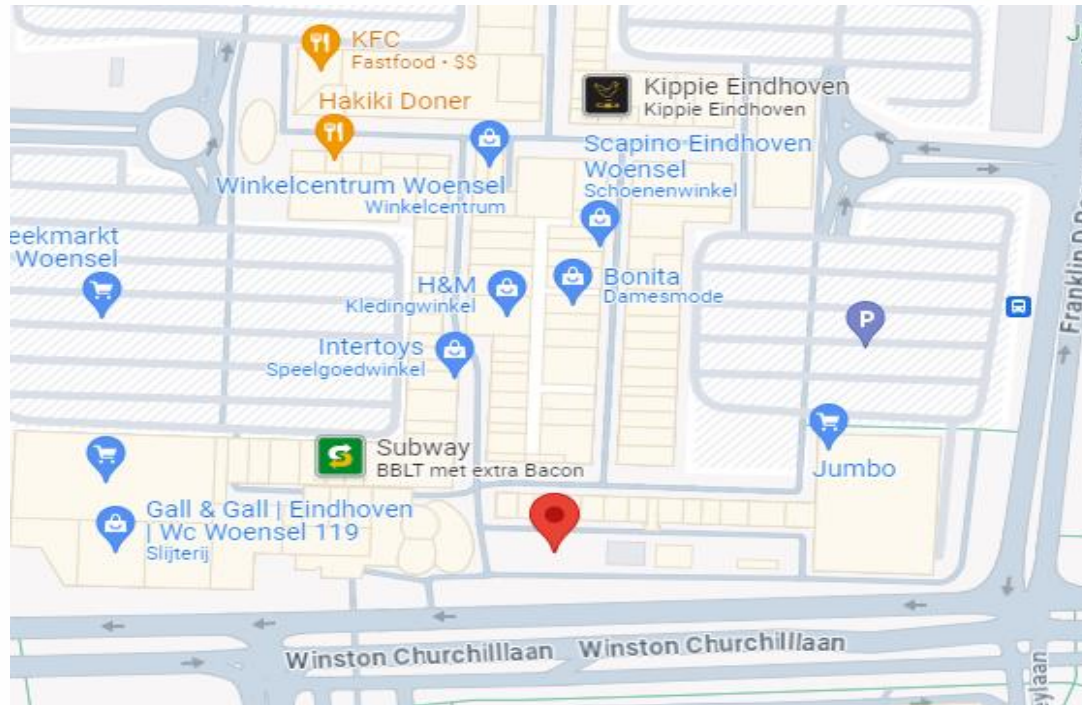 KFC
Fastfood • $$
Hakiki Doner
Kippie Eindhoven
Kippie Eindhoven
Scapino Eindhoven
Woensel
Schoenenwinkel
Winkelcentrum Woensel
Winkelcentrum
eekmarkt
Woensel
H&M
Kledingwinkel
Bonita
Damesmode
P
Intertoys
Speelgoedwinkel
Subway
BBLT met extra Bacon
Jumbo
Gall & Gall | Eindhoven
| Wc Woensel 119
Slijterij
Franklin D.R
Winston Churchilllaan
Winston Churchilllaan
eylaan